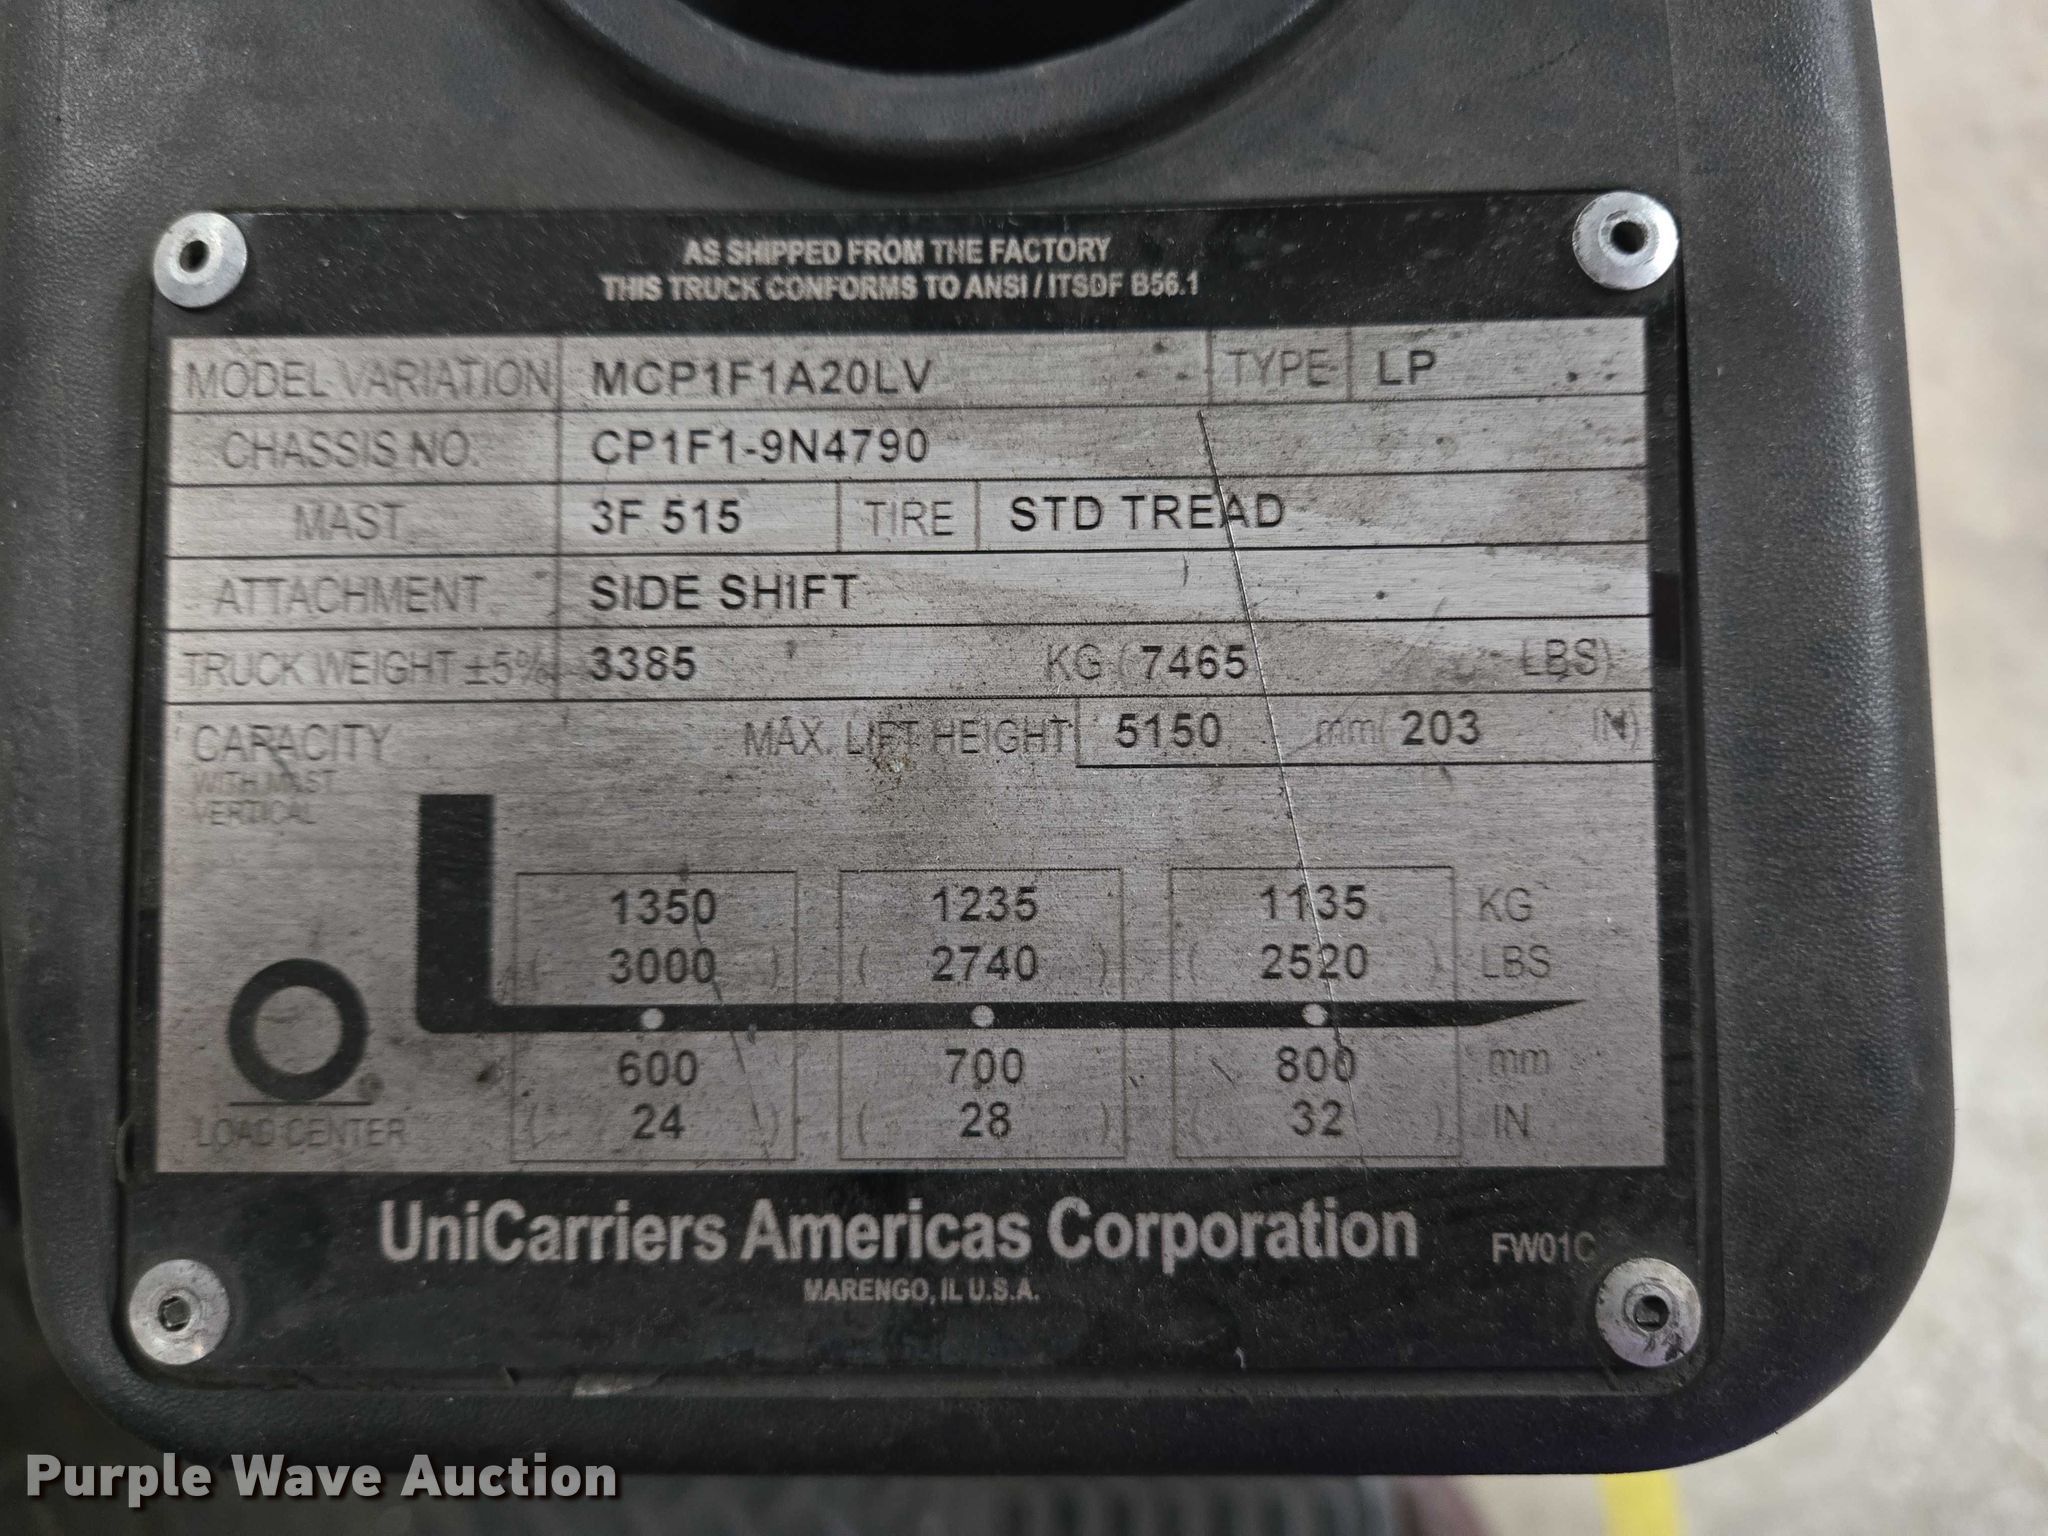 AS SHIPPED FROM THE FACTORY
THIS TRUCK CONFORMS TO ANSI / ITSDF B56.1
MODEL VARIATION MCP1F1A20LV TYPE LP
CHASSIS NO. CP1F1-9N4790
MAST 3F 515 TIRE STD TREAD
ATTACHMENT SIDE SHIFT
TRUCK WEIGHT ±5% 3385 KG ( 7465 LBS)
CAPACITY MAX. LIFT HEIGHT 5150 mm( 203 IN)
WITH MAST
VERTICAL
1350 1235 1135 KG
( 3000 ) ( 2740 ) ( 2520 ) LBS
600 700 800 mm
LOAD CENTER ( 24 ) ( 28 ) ( 32 ) IN
UniCarriers Americas Corporation FW01C
MARENGO, IL U.S.A.
Purple Wave Auction